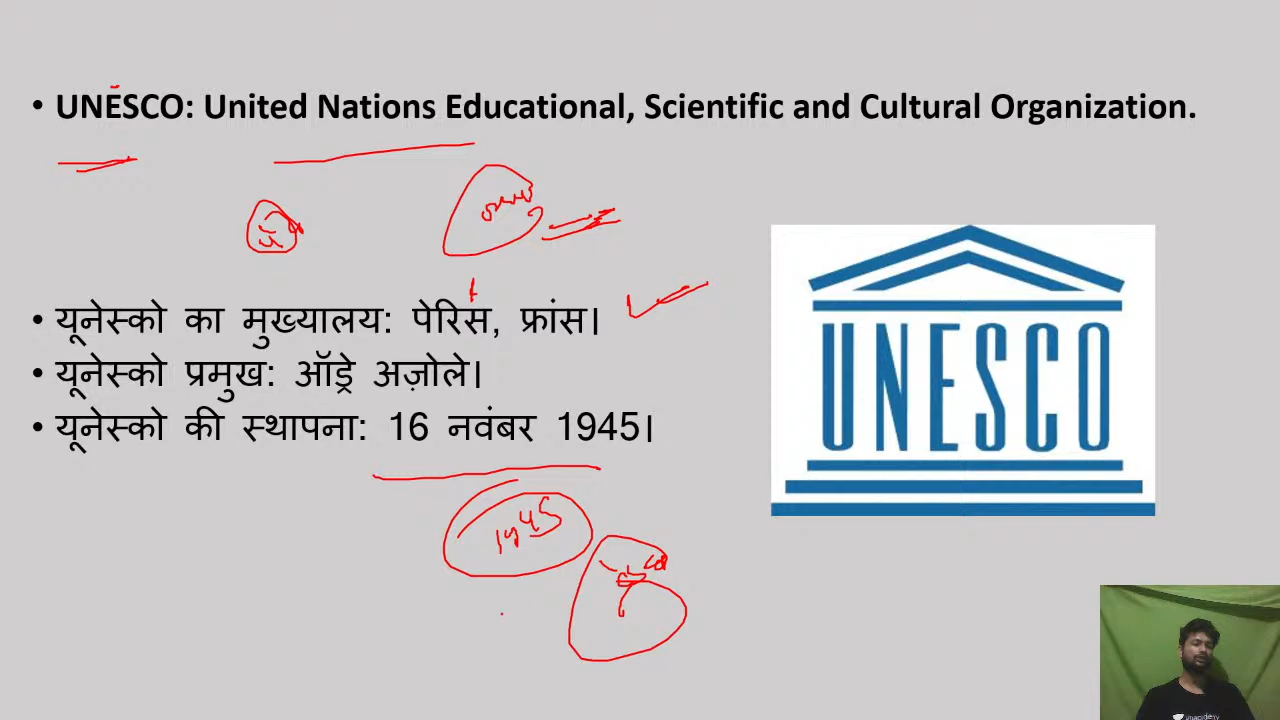 • UNESCO: United Nations Educational, Scientific and Cultural Organization.
• यूनेस्को का मुख्यालय: पेरिस, फ्रांस।
• यूनेस्को प्रमुख: ऑड्रे अज़ोले।
• यूनेस्को की स्थापना: 16 नवंबर 1945।
UNESCO
1945